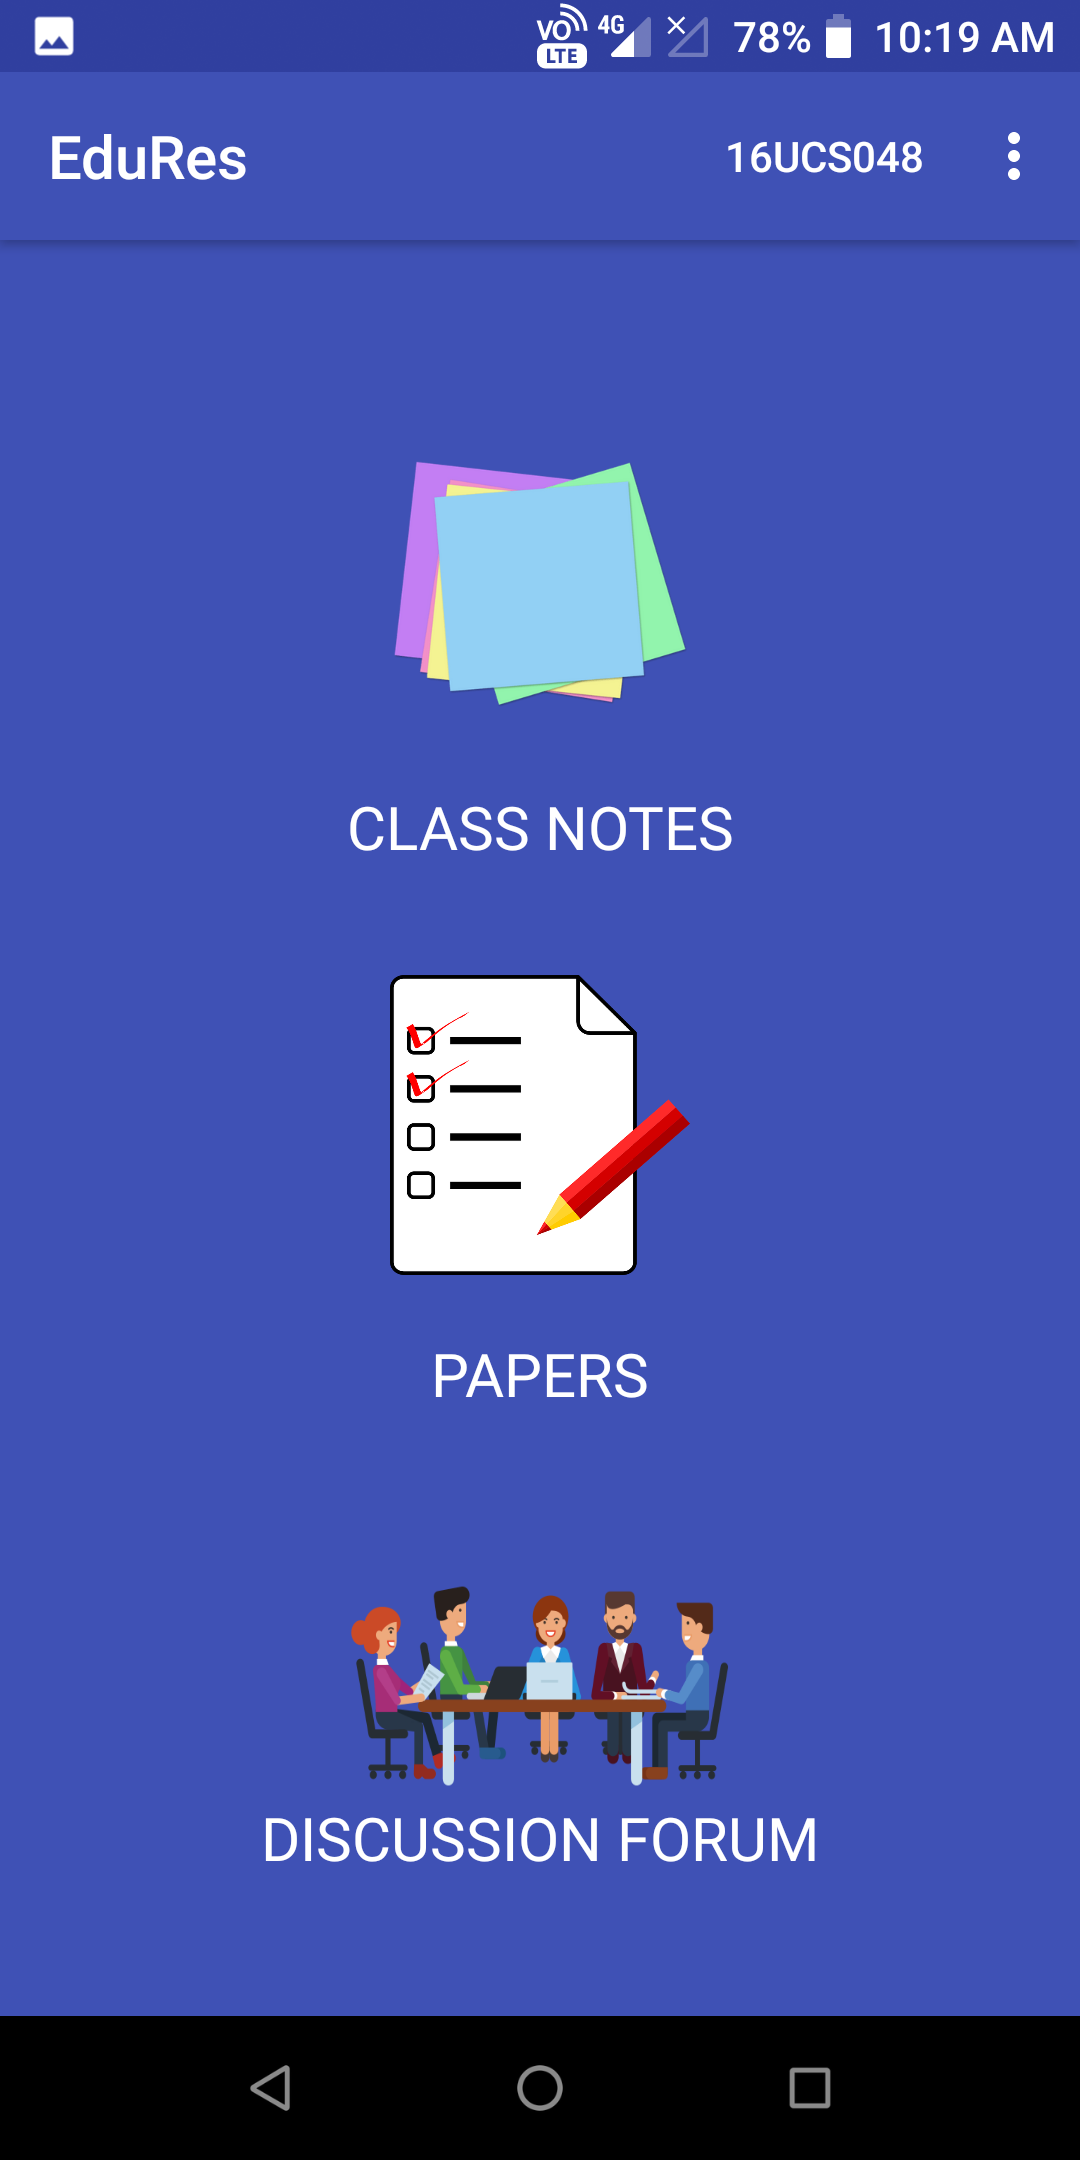 VO LTE 4G 78% 10:19 AM
EduRes 16UCS048
CLASS NOTES
PAPERS
DISCUSSION FORUM